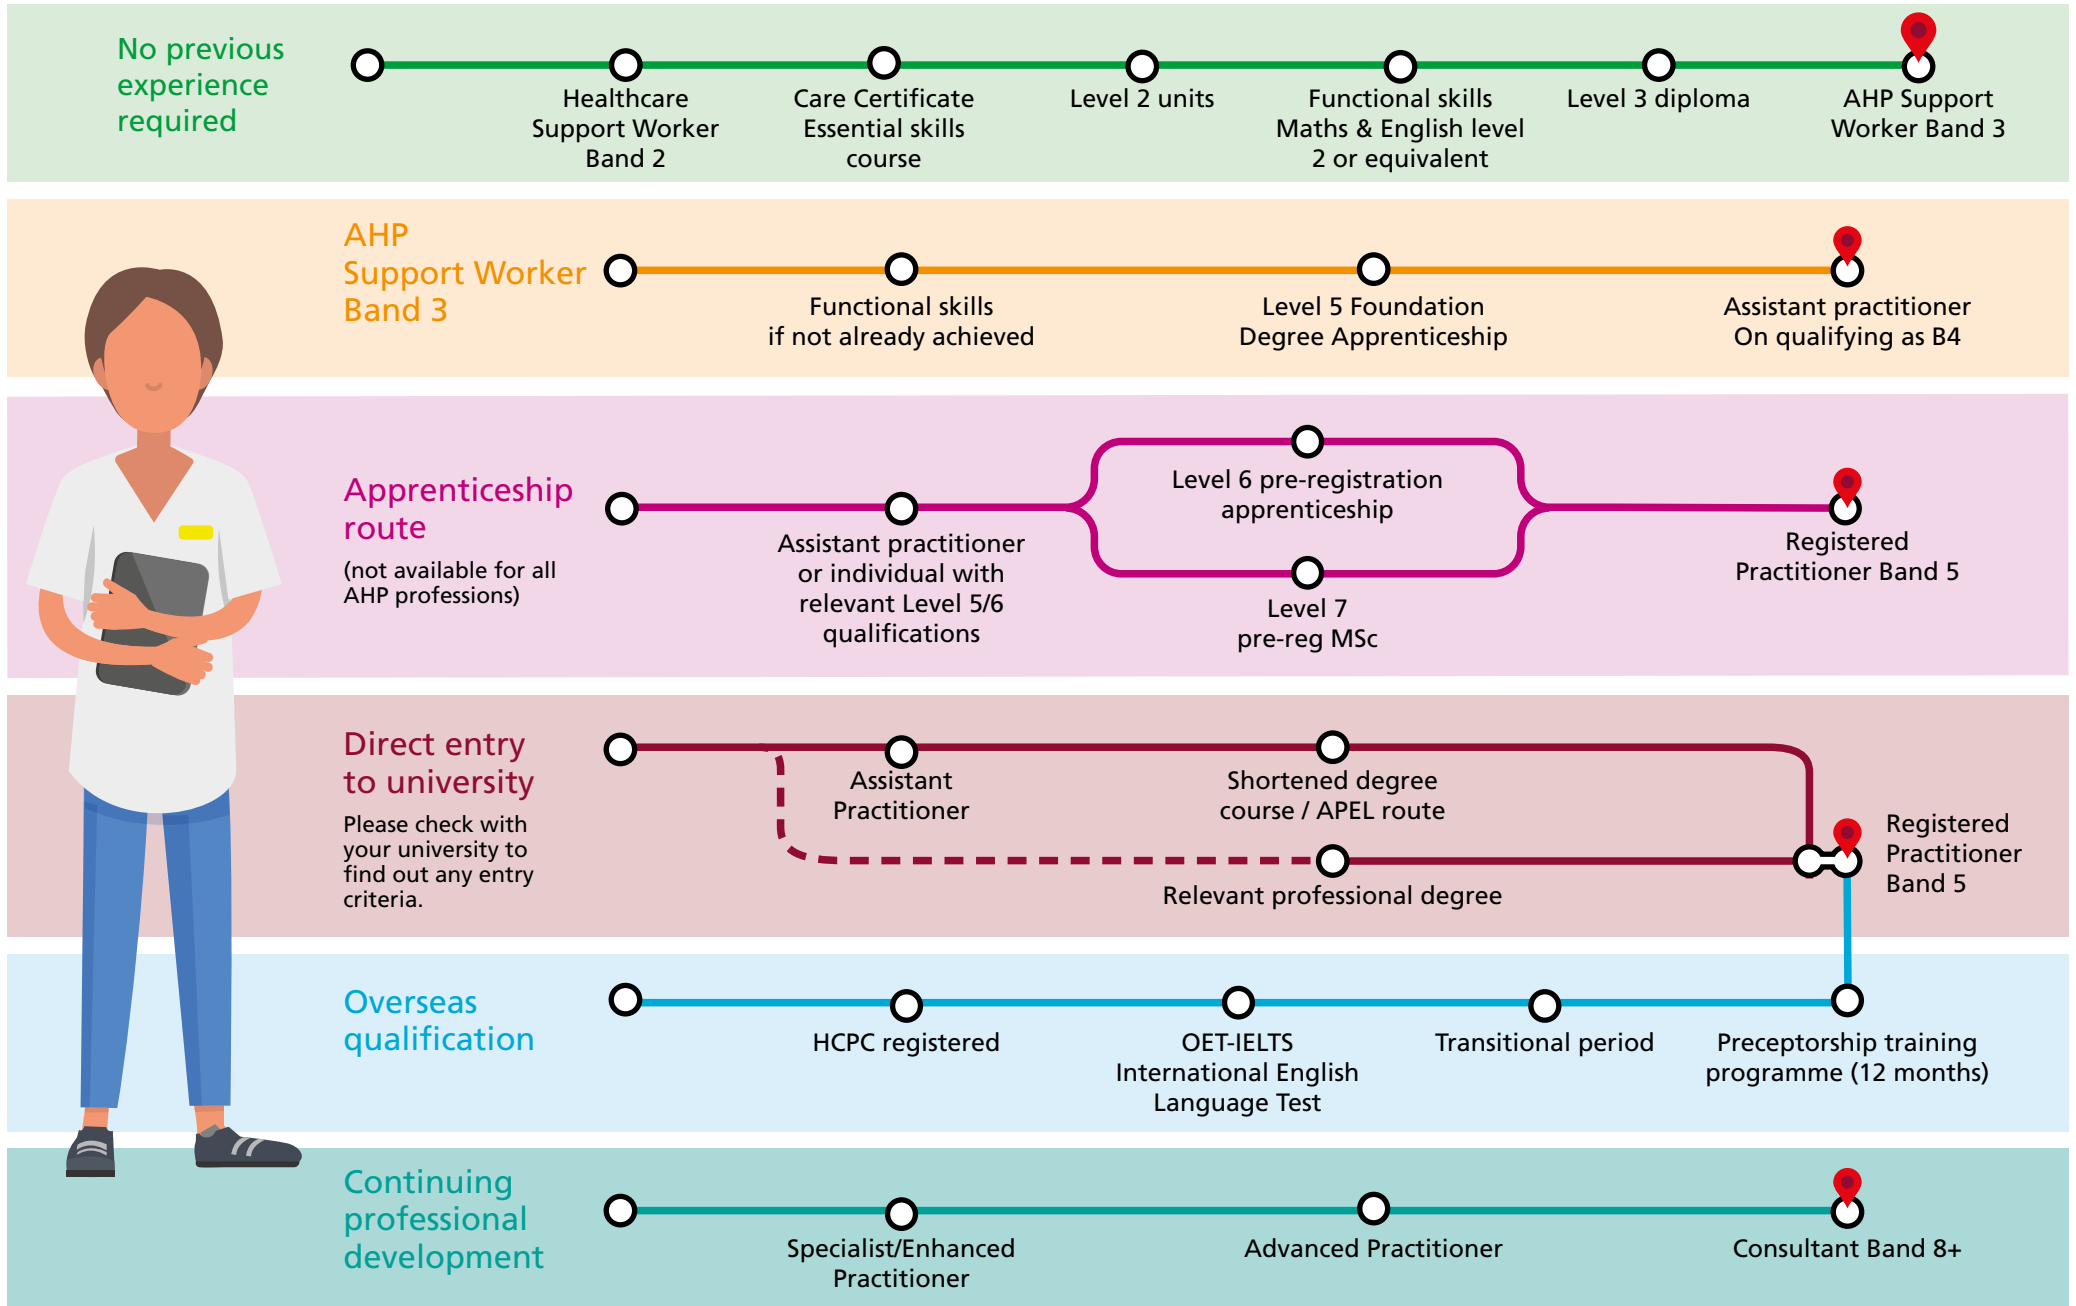 No previous
experience
required
Healthcare
Support Worker
Band 2
Care Certificate
Essential skills
course
Level 2 units
Functional skills
Maths & English level
2 or equivalent
Level 3 diploma
AHP Support
Worker Band 3
AHP
Support Worker
Band 3
Functional skills
if not already achieved
Level 5 Foundation
Degree Apprenticeship
Assistant practitioner
On qualifying as B4
Apprenticeship
route
(not available for all
AHP professions)
Assistant practitioner
or individual with
relevant Level 5/6
qualifications
Level 6 pre-registration
apprenticeship
Level 7
pre-reg MSc
Registered
Practitioner Band 5
Direct entry
to university
Please check with
your university to
find out any entry
criteria.
Assistant
Practitioner
Shortened degree
course / APEL route
Relevant professional degree
Registered
Practitioner
Band 5
Overseas
qualification
HCPC registered
OET-IELTS
International English
Language Test
Transitional period
Preceptorship training
programme (12 months)
Continuing
professional
development
Specialist/Enhanced
Practitioner
Advanced Practitioner
Consultant Band 8+